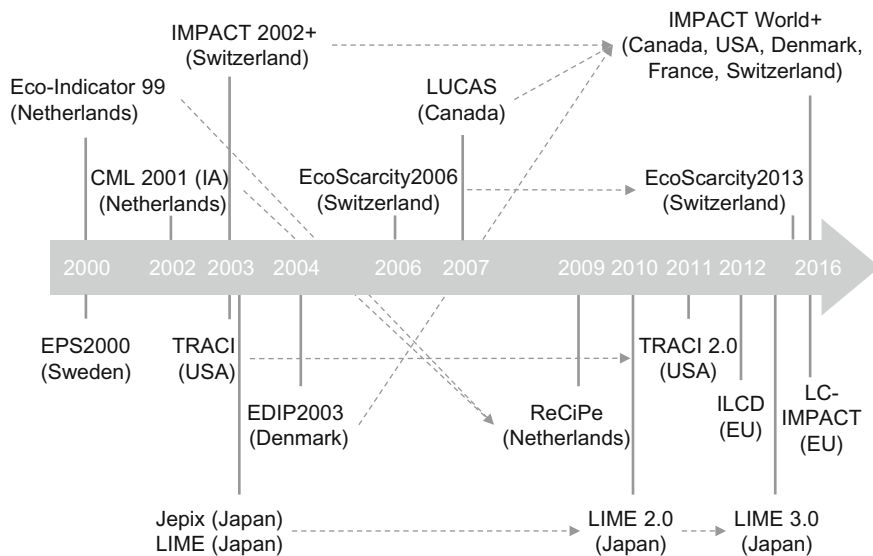 IMPACT 2002+
(Switzerland)
IMPACT World+
(Canada, USA, Denmark,
France, Switzerland)
Eco-Indicator 99
(Netherlands)
LUCAS
(Canada)
CML 2001 (IA)
(Netherlands)
EcoScarcity2006
(Switzerland)
EcoScarcity2013
(Switzerland)
2000 2002 2003 2004 2006 2007 2009 2010 2011 2012 2016
EPS2000
(Sweden)
TRACI
(USA)
TRACI 2.0
(USA)
EDIP2003
(Denmark)
ReCiPe
(Netherlands)
ILCD
(EU)
LC-
IMPACT
(EU)
Jepix (Japan)
LIME (Japan)
LIME 2.0
(Japan)
LIME 3.0
(Japan)